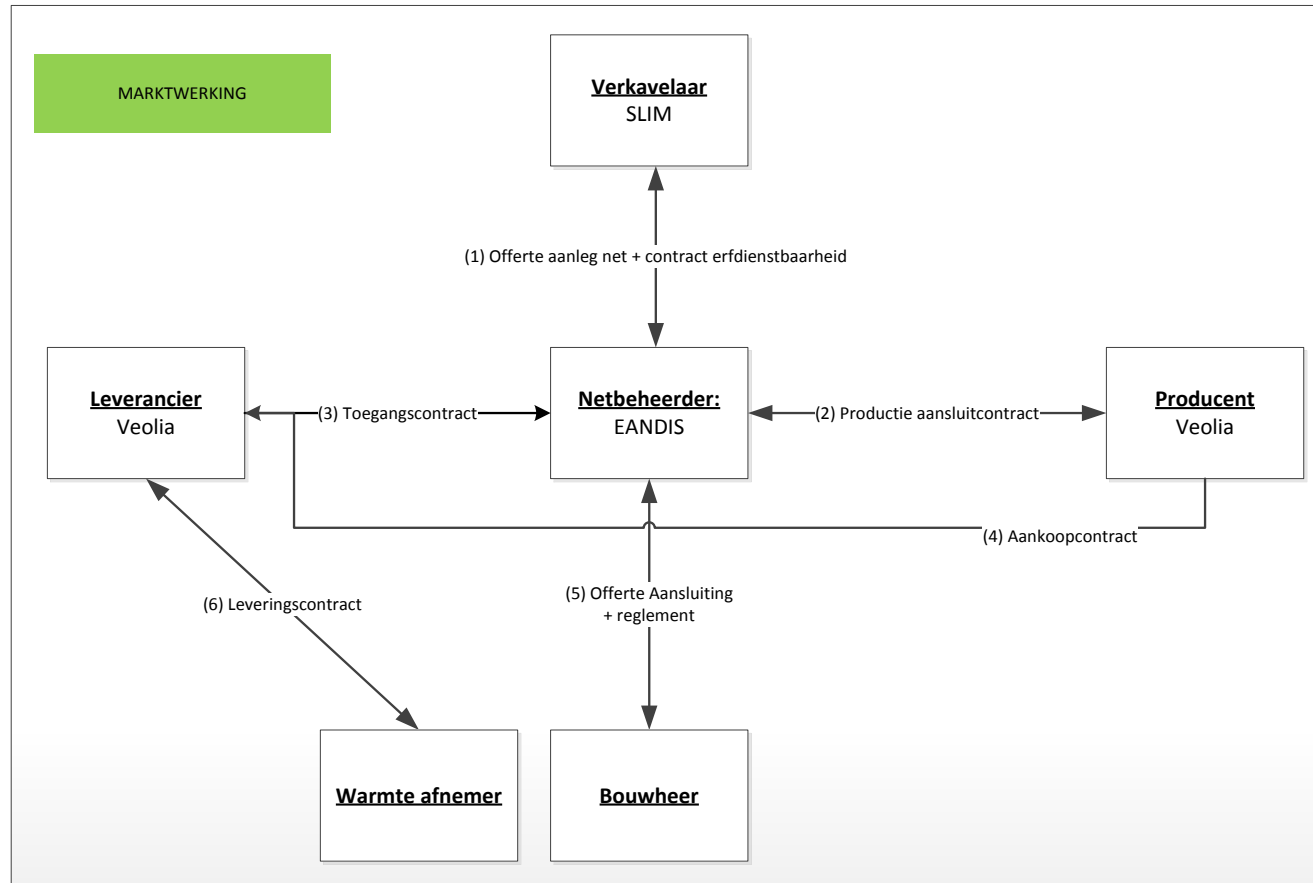 MARKTWERKING
Verkavelaar
SLIM
(1) Offerte aanleg net + contract erfdienstbaarheid
Leverancier
Veolia
(3) Toegangscontract
Netbeheerder:
EANDIS
(2) Productie aansluitcontract
Producent
Veolia
(4) Aankoopcontract
(5) Offerte Aansluiting
+ reglement
(6) Leveringscontract
Warmte afnemer
Bouwheer